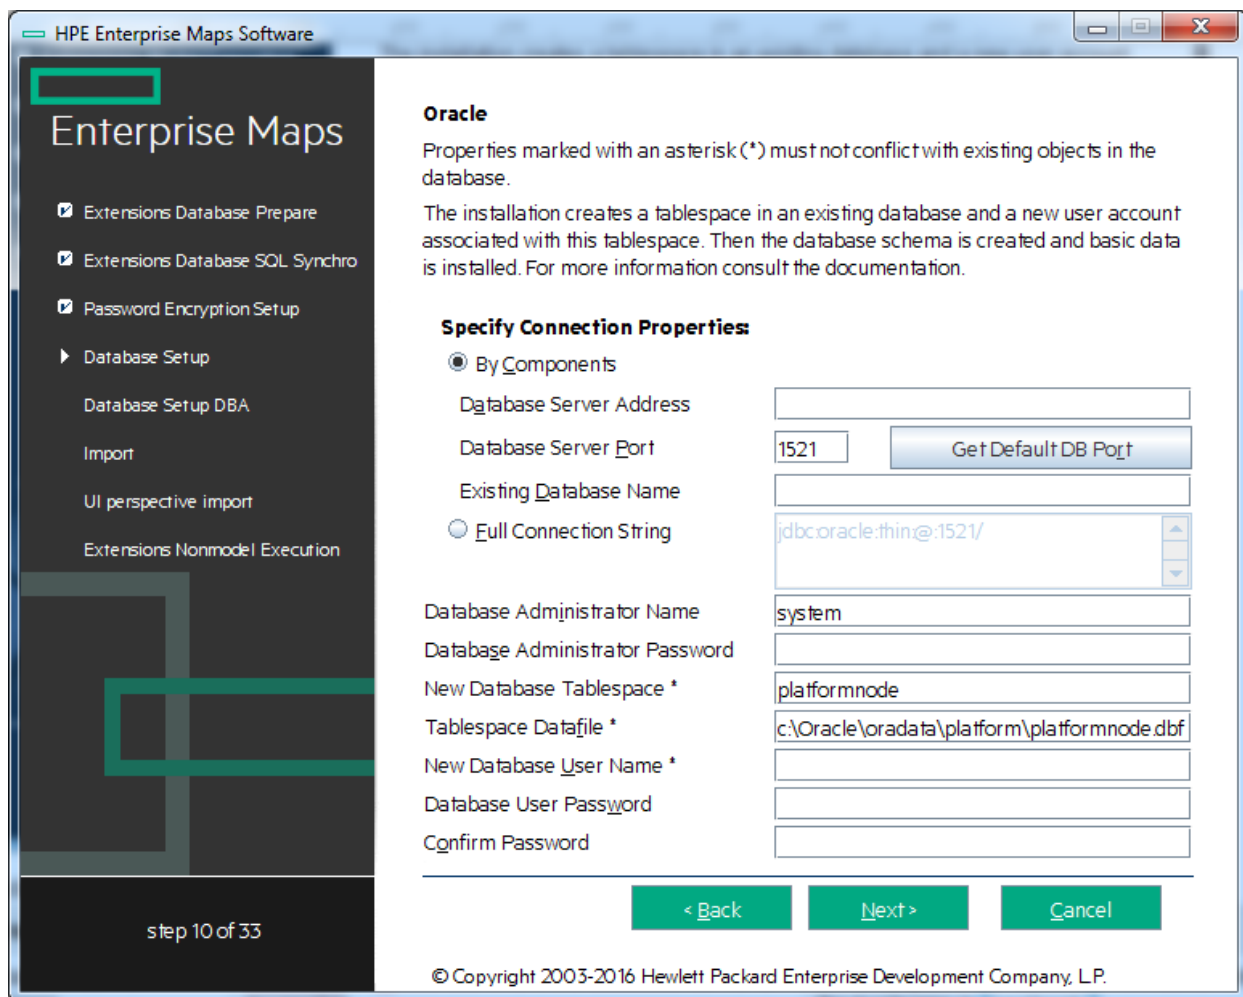 HPE Enterprise Maps Software
Enterprise Maps
Extensions Database Prepare
Extensions Database SQL Synchro
Password Encryption Setup
Database Setup
Database Setup DBA
Import
UI perspective import
Extensions Nonmodel Execution
step 10 of 33
Oracle
Properties marked with an asterisk (*) must not conflict with existing objects in the
database.
The installation creates a tablespace in an existing database and a new user account
associated with this tablespace. Then the database schema is created and basic data
is installed. For more information consult the documentation.
Specify Connection Properties:
By Components
Database Server Address
Database Server Port 1521 Get Default DB Port
Existing Database Name
Full Connection String jdbc:oracle:thin:@:1521/
Database Administrator Name system
Database Administrator Password
New Database Tablespace * platformnode
Tablespace Datafile * c:\Oracle\oradata\platform\platformnode.dbf
New Database User Name *
Database User Password
Confirm Password
< Back Next > Cancel
© Copyright 2003-2016 Hewlett Packard Enterprise Development Company, L.P.